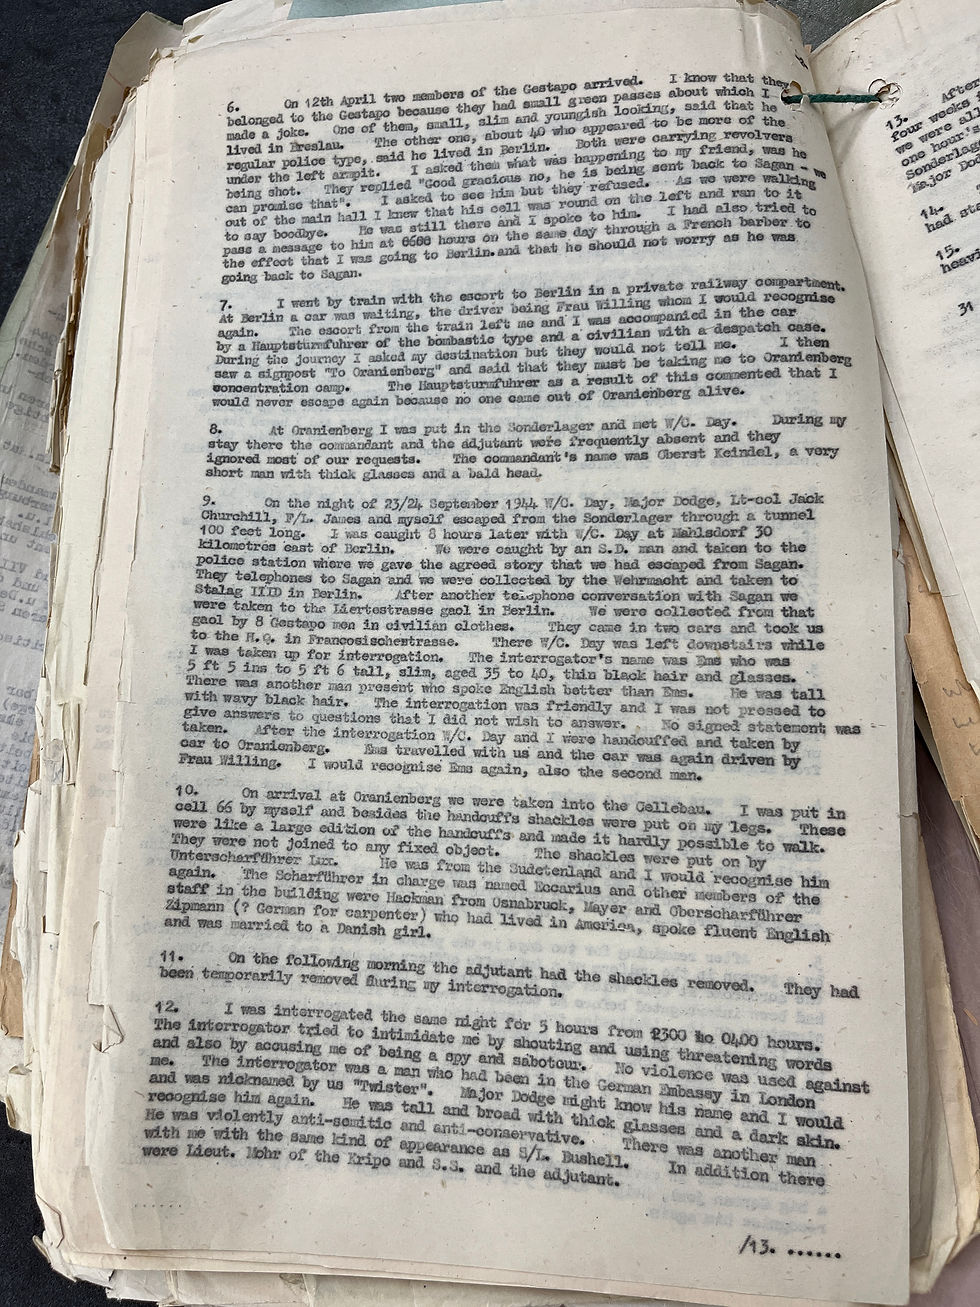 6. On 12th April two members of the Gestapo arrived. I know that they
belonged to the Gestapo because they had small green passes about which I
made a joke. One of them, small, slim and youngish looking, said that he
lived in Breslau. The other one, about 40 who appeared to be more of the
regular police type, said he lived in Berlin. Both were carrying revolvers
under the left armpit. I asked them what was happening to my friend, was he
being shot. They replied "Good gracious no, he is being sent back to Sagan - we
can promise that". I asked to see him but they refused. As we were walking
out of the main hall I knew that his cell was round on the left and ran to it
to say boodbye. He was still there and I spoke to him. I had also tried to
pass a message to him at 0600 hours on the same day through a French barber to
the effect that I was going to Berlin.and that he should not worry as he was
going back to Sagan.
7. I went by train with the escort to Berlin in a private railway compartment.
At Berlin a car was waiting, the driver being Frau Willing whom I would recognise
again. The escort from the train left me and I was accompanied in the car
by a Hauptsturmfuhrer of the bombastic type and a civilian with a despatch case.
During the journey I asked my destination but they would not tell me. I then
saw a signpost "To Oranienberg" and said that they must be taking me to Oranienberg
concentration camp. The Hauptsturmfuhrer as a result of this commented that I
would never escape again because no one came out of Oranienberg alive.
8. At Oranienberg I was put in the Sonderlager and met W/C. Day. During my
stay there the commandant and the adjutant were frequently absent and they
ignored most of our requests. The commandant's name was Oberst Keindel, a very
short man with thick glasses and a bald head.
9. On the night of 23/24 September 1944 W/C. Day, Major Dodge, Lt-col Jack
Churchill, F/L. James and myself escaped from the Sonderlager through a tunnel
100 feet long. I was caught 8 hours later with W/C. Day at Mahlsdorf 30
kilometres east of Berlin. We were caught by an S.D. man and taken to the
police station where we gave the agreed story that we had escaped from Sagan.
They telephones to Sagan and we were collected by the Wehrmacht and taken to
Stalag IIID in Berlin. After another telephone conversation with Sagan we
were taken to the Liertestrasse gaol in Berlin. We were collected from that
gaol by 8 Gestapo men in civilian clothes. They came in two cars and took us
to the H.Q. in Francosischestrasse. There W/C. Day was left downstairs while
I was taken up for interrogation. The interrogator's name was Ems who was
5 ft 5 ins to 5 ft 6 tall, slim, aged 35 to 40, thin black hair and glasses.
There was another man present who spoke English better than Ems. He was tall
with wavy black hair. The interrogation was friendly and I was not pressed to
give answers to questions that I did not wish to answer. No signed statement was
taken. After the interrogation W/C. Day and I were handcuffed and taken by
car to Oranienberg. Ems travelled with us and the car was again driven by
Frau Willing. I would recognise Ems again, also the second man.
10. On arrival at Oranienberg we were taken into the Cellebau. I was put in
cell 66 by myself and besides the handcuffs shackles were put on my legs. These
were like a large edition of the handcuffs and made it hardly possible to walk.
They were not joined to any fixed object. The shackles were put on by
Unterscharführer Lux. He was from the Sudetenland and I would recognise him
again. The Scharführer in charge was named Eccarius and other members of the
staff in the building were Hackman from Osnabruck, Mayer and Oberscharführer
Zipmann (? German for carpenter) who had lived in America, spoke fluent English
and was married to a Danish girl.
11. On the following morning the adjutant had the shackles removed. They had
been temporarily removed during my interrogation.
12. I was interrogated the same night for 5 hours from 2300 to 0400 hours.
The interrogator tried to intimidate me by shouting and using threatening words
and also by accusing me of being a spy and sabotour. No violence was used against
me. The interrogator was a man who had been in the German Embassy in London
and was nicknamed by us "Twister". Major Dodge might know his name and I would
recognise him again. He was tall and broad with thick glasses and a dark skin.
He was violently anti-semitic and anti-conservative. There was another man
with me with the same kind of appearance as S/L. Bushell. In addition there
were Lieut. Mohr of the Kripo and S.S. and the adjutant.
/13. ......
13. After
four weeks
we were all
one hour's
Sonderlage
Major Do
14.
had sta
15.
heavi
31